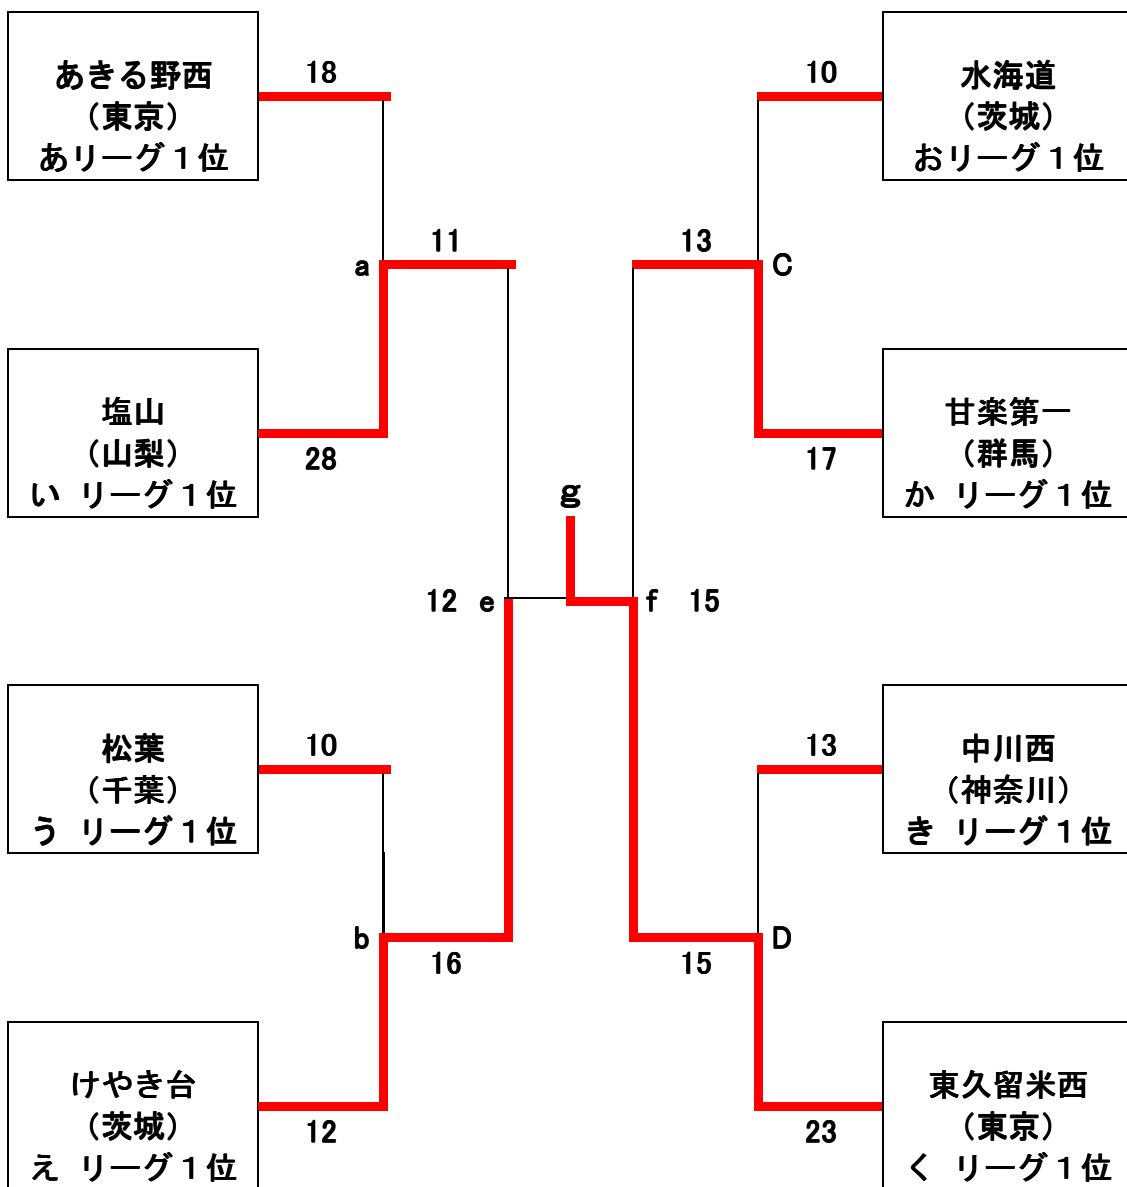 あきる野西
（東京）
あリーグ１位
18
10
水海道
（茨城）
おリーグ１位
11
13
a
C
塩山
（山梨）
い リーグ１位
28
17
甘楽第一
（群馬）
か リーグ１位
g
12 e
f 15
松葉
（千葉）
う リーグ１位
10
13
中川西
（神奈川）
き リーグ１位
b
D
16
15
けやき台
（茨城）
え リーグ１位
12
23
東久留米西
（東京）
く リーグ１位